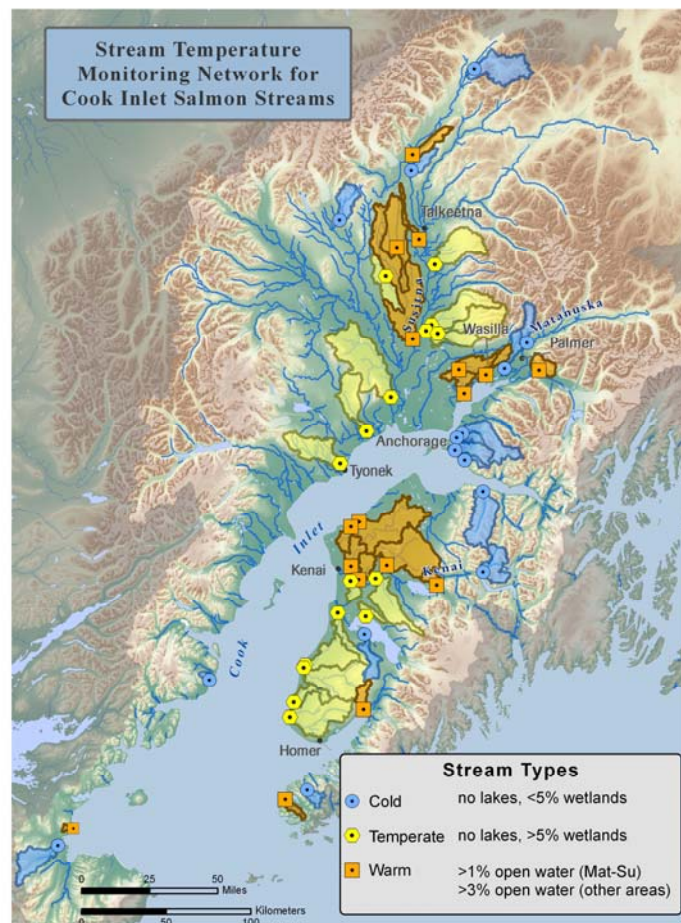 Stream Temperature
Monitoring Network for
Cook Inlet Salmon Streams
Talkeetna
Susitna
Wasilla
Matanuska
Palmer
Anchorage
Tyonek
Inlet
Kenai
Kenai
Cook
Homer
Stream Types
Cold no lakes, <5% wetlands
Temperate no lakes, >5% wetlands
Warm >1% open water (Mat-Su)
>3% open water (other areas)
0 25 50
Miles
Kilometers
0 50 100